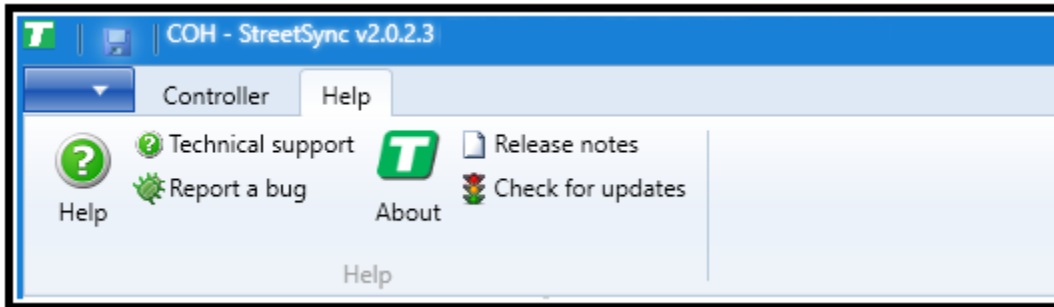 COH - StreetSync v2.0.2.3
Controller Help
Technical support
Report a bug
Help
T
About
Release notes
Check for updates
Help